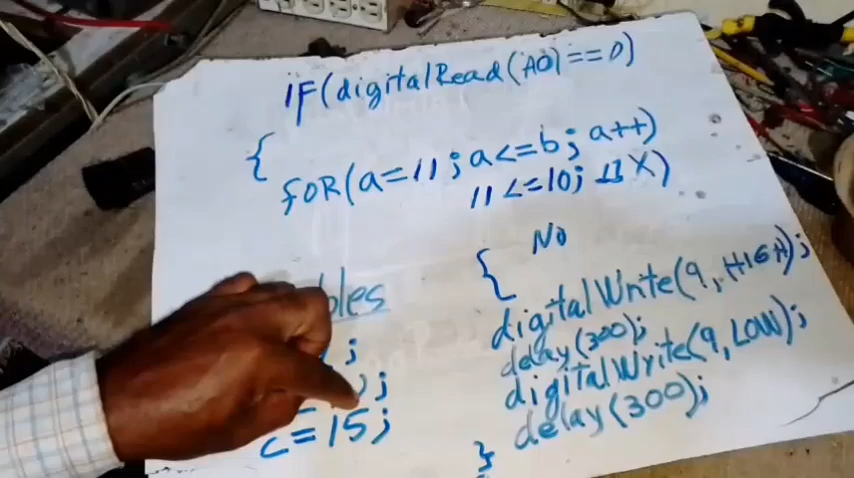 IF(digitalRead(A0)==0)
{
FOR(a=11; a<=b; a++)
11<=10; 13 X)
{ No
digitalWrite(9, HIGH);
delay(300);
digitalWrite(9, LOW);
delay(300);
}
bles
;
;
c=15;